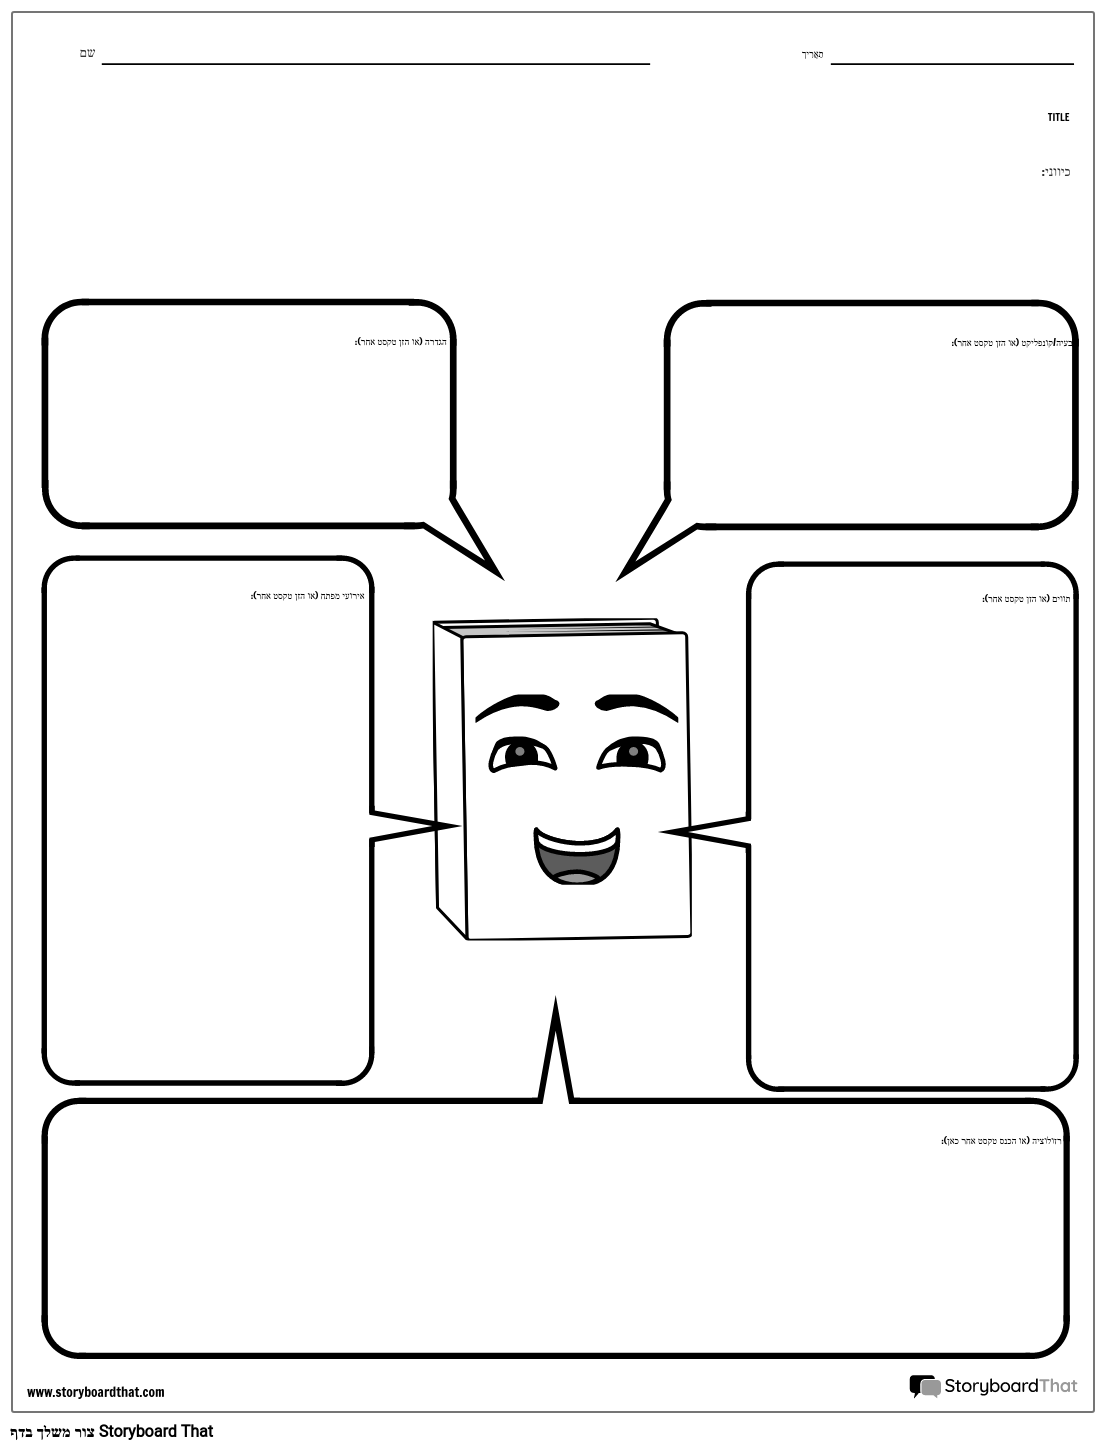 שם
תַאֲרִיך
TITLE
כיווני:
הגדרה (או הזן טקסט אחר):
בעיה/קונפליקט (או הזן טקסט אחר):
אירועי מפתח (או הזן טקסט אחר):
תווים (או הזן טקסט אחר):
רזולוציה (או הכנס טקסט אחר כאן):
www.storyboardthat.com
StoryboardThat
צור משלך בדף Storyboard That